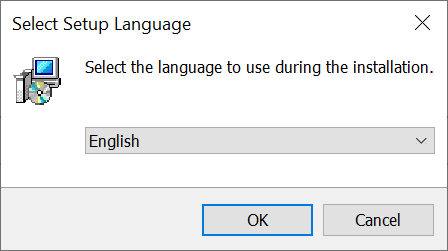 Select Setup Language
Select the language to use during the installation.
English
OK
Cancel